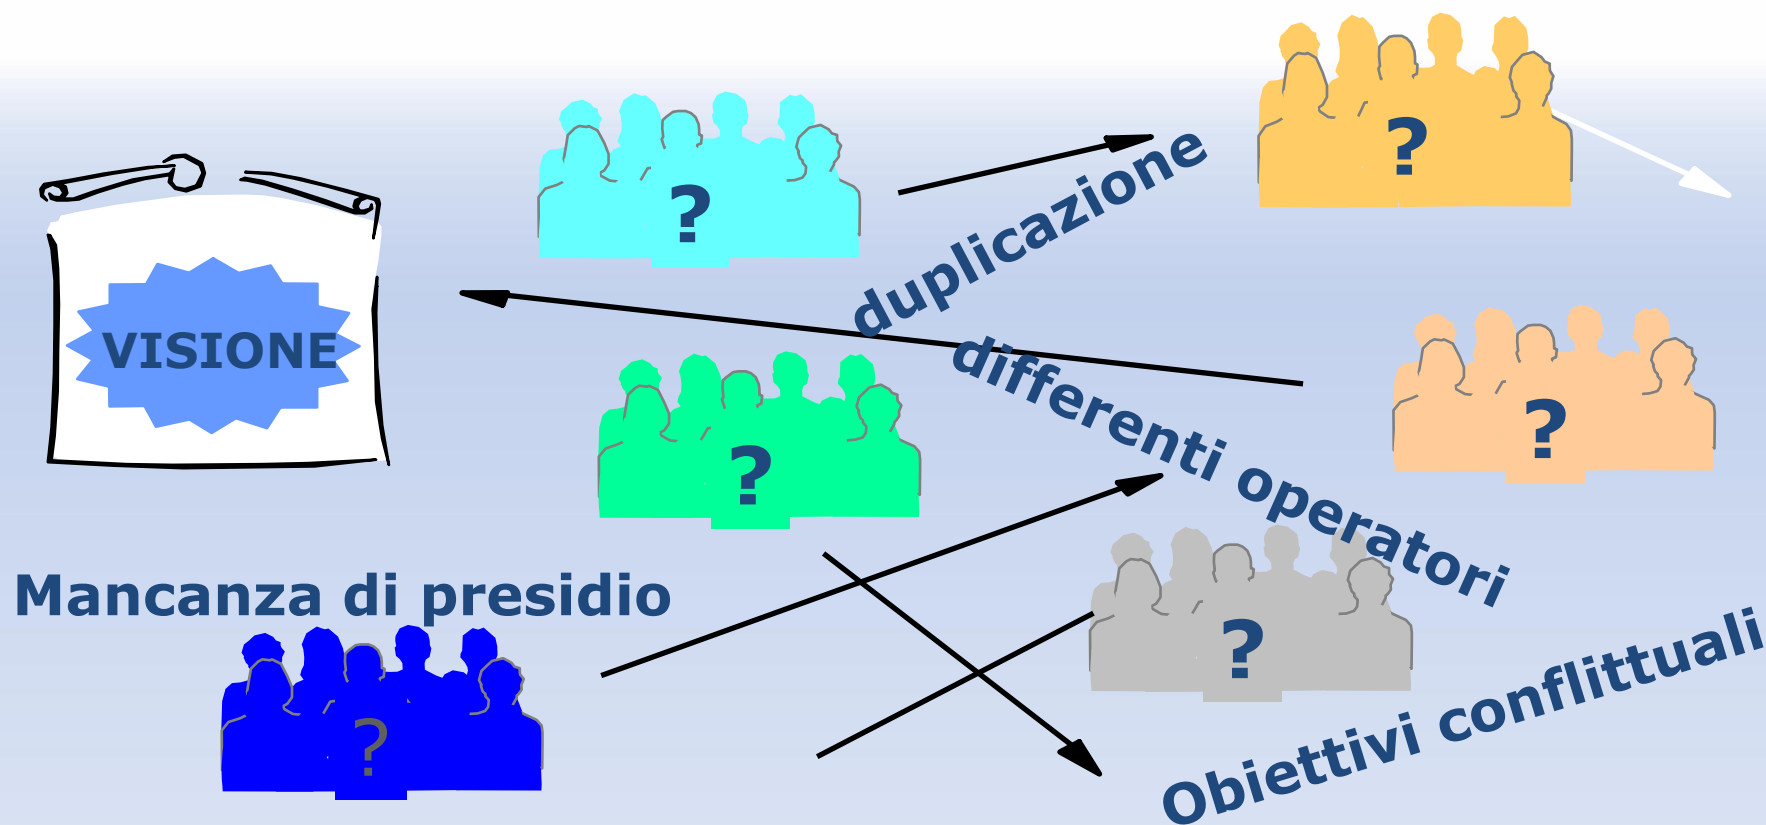 ?
?
duplicazione
VISIONE
differenti operatori
?
?
Mancanza di presidio
?
?
Obiettivi conflittuali